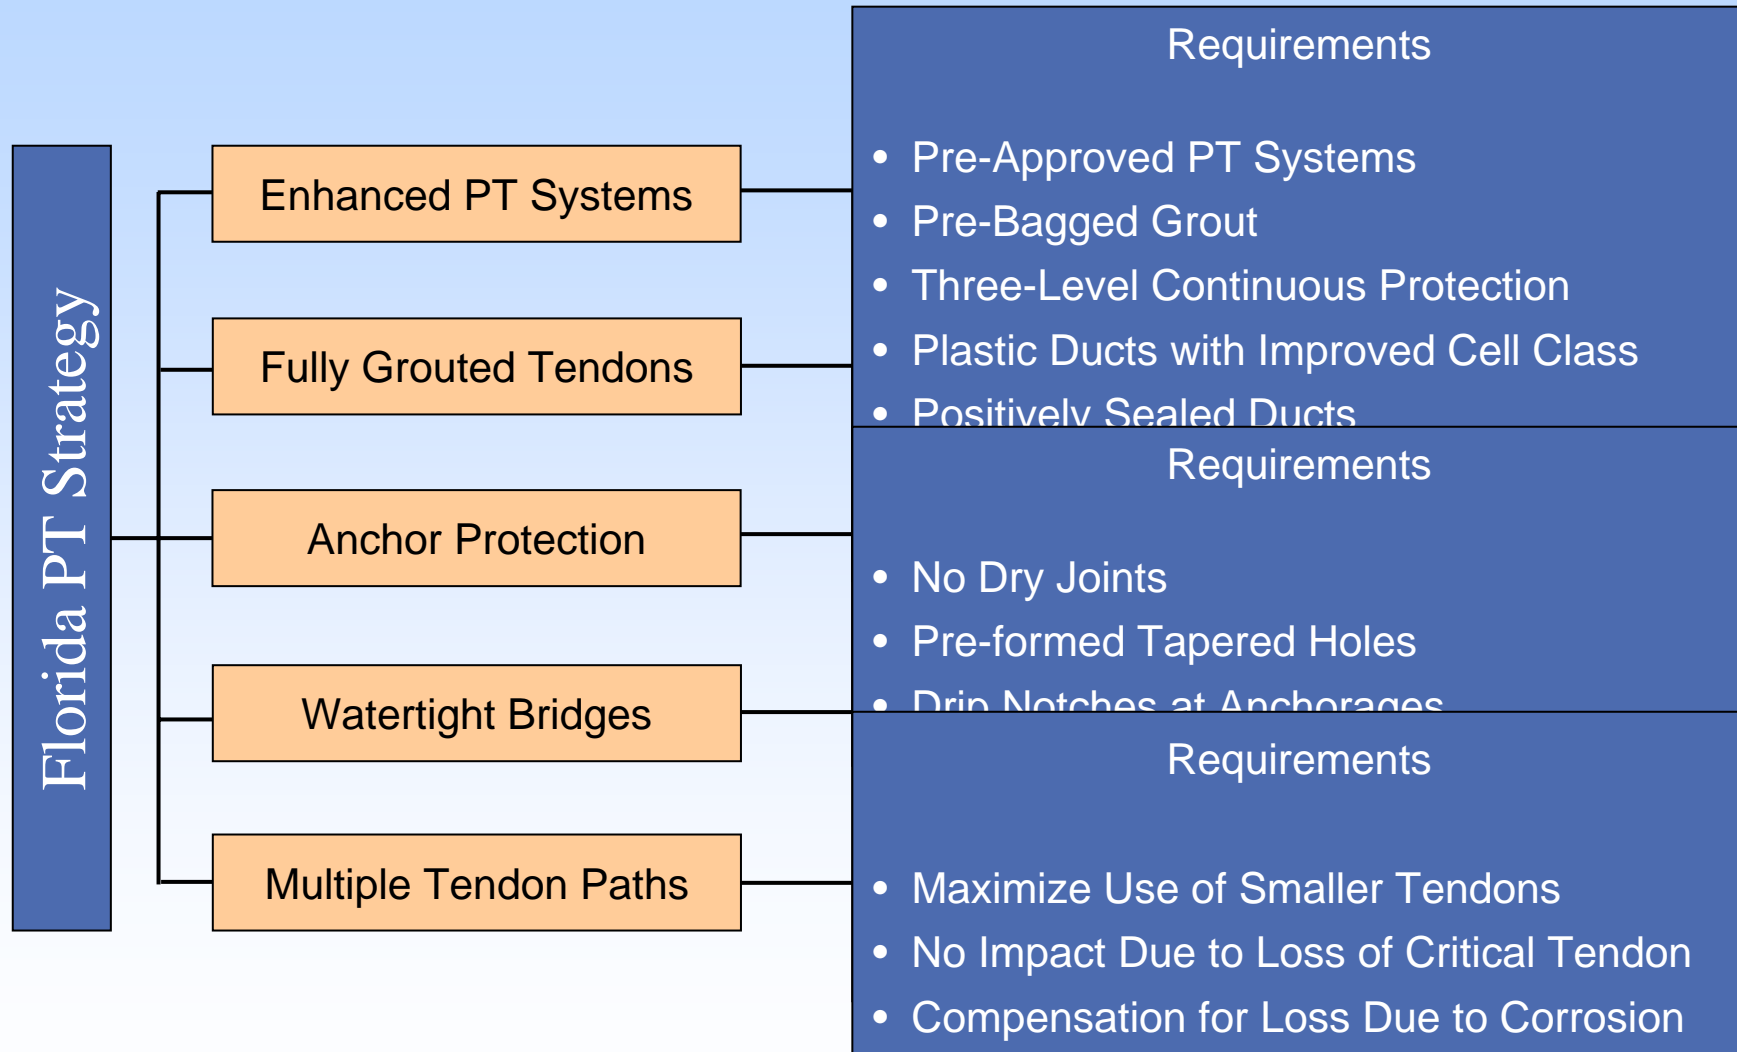 Florida PT Strategy
Enhanced PT Systems
Fully Grouted Tendons
Anchor Protection
Watertight Bridges
Multiple Tendon Paths
Requirements
• Pre-Approved PT Systems
• Pre-Bagged Grout
• Three-Level Continuous Protection
• Plastic Ducts with Improved Cell Class
• Positively Sealed Ducts
Requirements
• No Dry Joints
• Pre-formed Tapered Holes
• Drip Notches at Anchorages
Requirements
• Maximize Use of Smaller Tendons
• No Impact Due to Loss of Critical Tendon
• Compensation for Loss Due to Corrosion